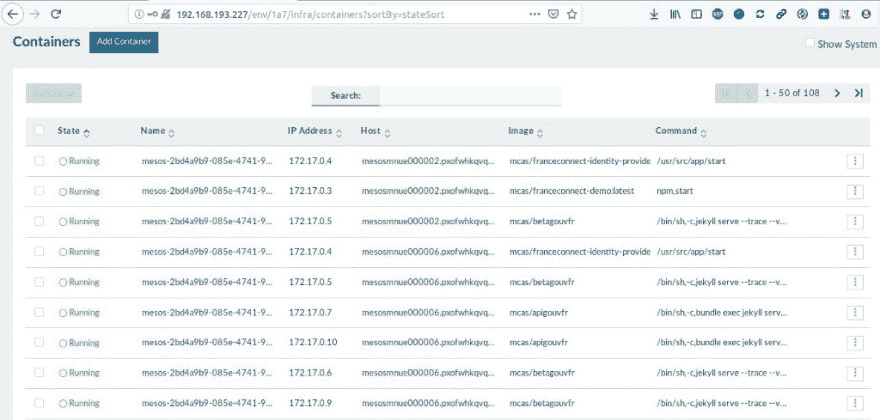 192.168.193.227/env/1a7/infra/containers?sortBy=stateSort
Containers Add Container Show System
Search: 1 - 50 of 108
State Name IP Address Host Image Command
Running mesos-2bd4a9b9-085e-4741-9... 172.17.0.4 mesosmnue000002.pxofwhkqvq... mcas/franceconnect-identity-provide /usr/src/app/start
Running mesos-2bd4a9b9-085e-4741-9... 172.17.0.3 mesosmnue000002.pxofwhkqvq... mcas/franceconnect-demo:latest npm,start
Running mesos-2bd4a9b9-085e-4741-9... 172.17.0.5 mesosmnue000002.pxofwhkqvq... mcas/betagouvfr /bin/sh,-c,jekyll serve --trace --v...
Running mesos-2bd4a9b9-085e-4741-9... 172.17.0.4 mesosmnue000006.pxofwhkqvq... mcas/franceconnect-identity-provide /usr/src/app/start
Running mesos-2bd4a9b9-085e-4741-9... 172.17.0.5 mesosmnue000006.pxofwhkqvq... mcas/betagouvfr /bin/sh,-c,jekyll serve --trace --v...
Running mesos-2bd4a9b9-085e-4741-9... 172.17.0.7 mesosmnue000006.pxofwhkqvq... mcas/apigouvfr /bin/sh,-c,bundle exec jekyll serv...
Running mesos-2bd4a9b9-085e-4741-9... 172.17.0.10 mesosmnue000006.pxofwhkqvq... mcas/apigouvfr /bin/sh,-c,bundle exec jekyll serv...
Running mesos-2bd4a9b9-085e-4741-9... 172.17.0.6 mesosmnue000006.pxofwhkqvq... mcas/betagouvfr /bin/sh,-c,jekyll serve --trace --v...
Running mesos-2bd4a9b9-085e-4741-9... 172.17.0.9 mesosmnue000006.pxofwhkqvq... mcas/betagouvfr /bin/sh,-c,jekyll serve --trace --v...